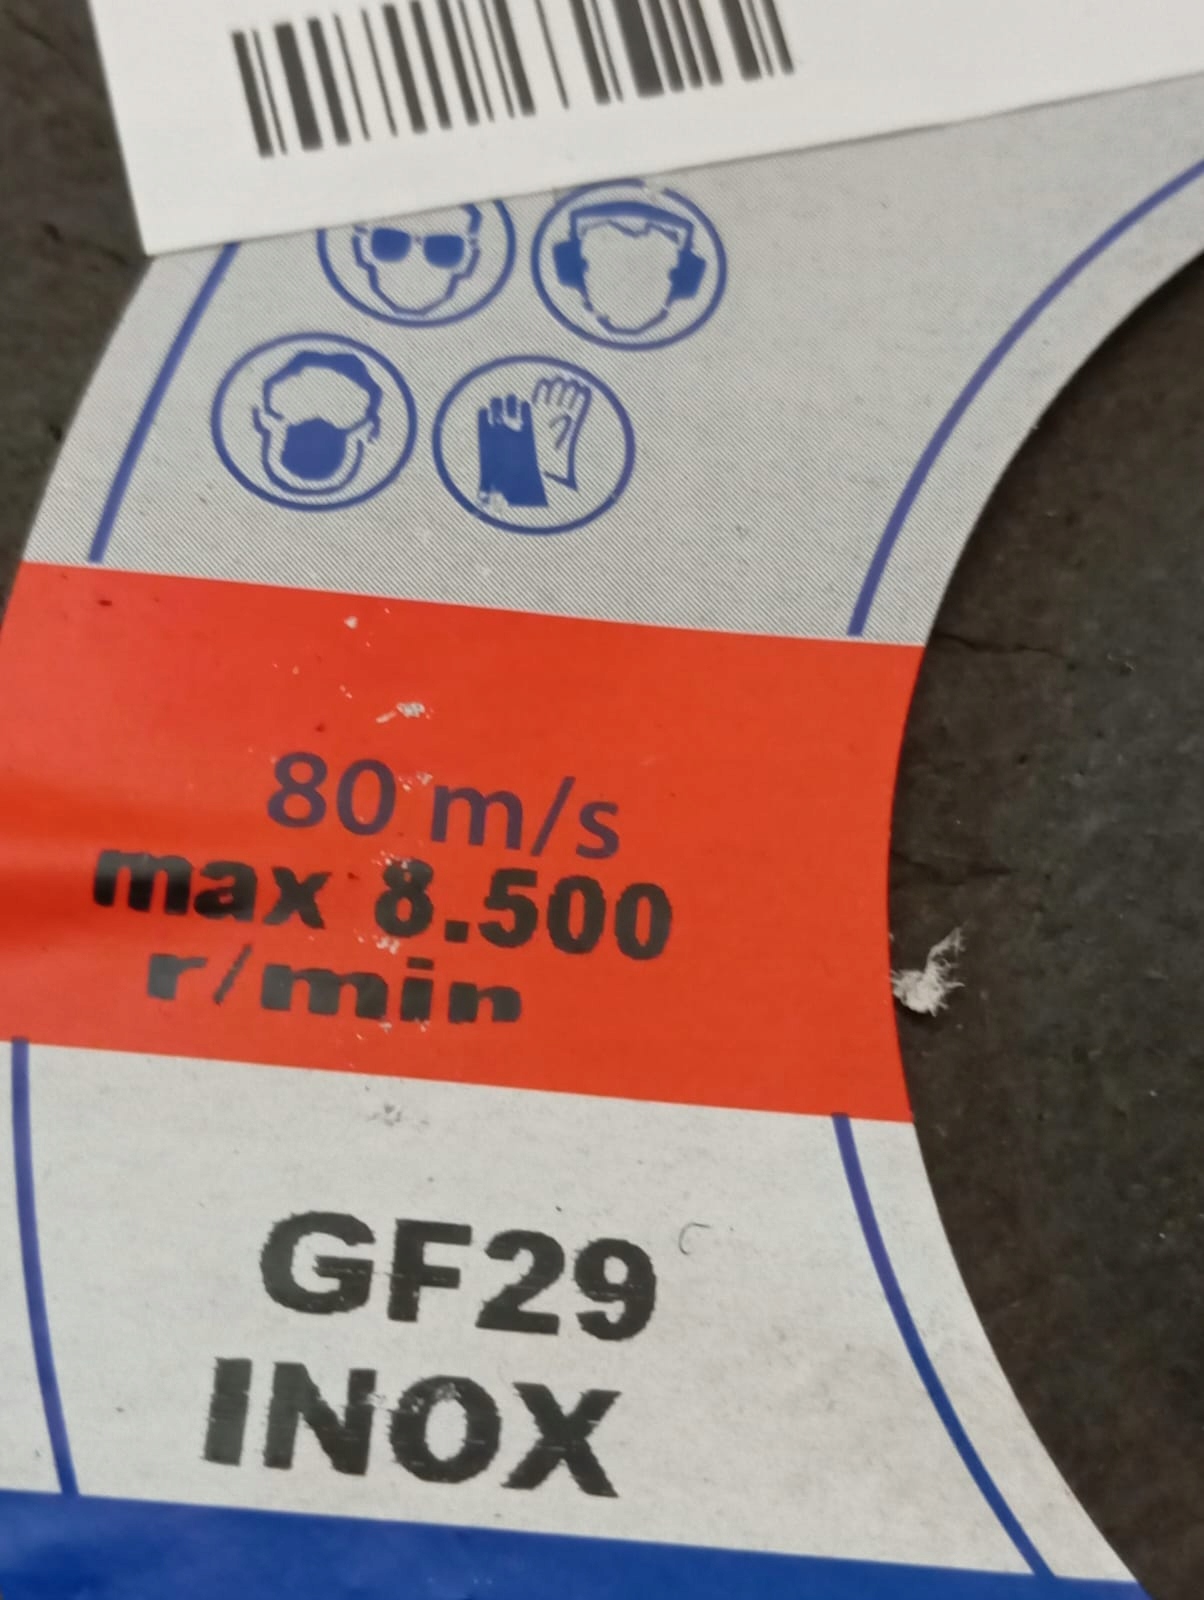 80 m/s
max 8.500
r/min
GF29
INOX